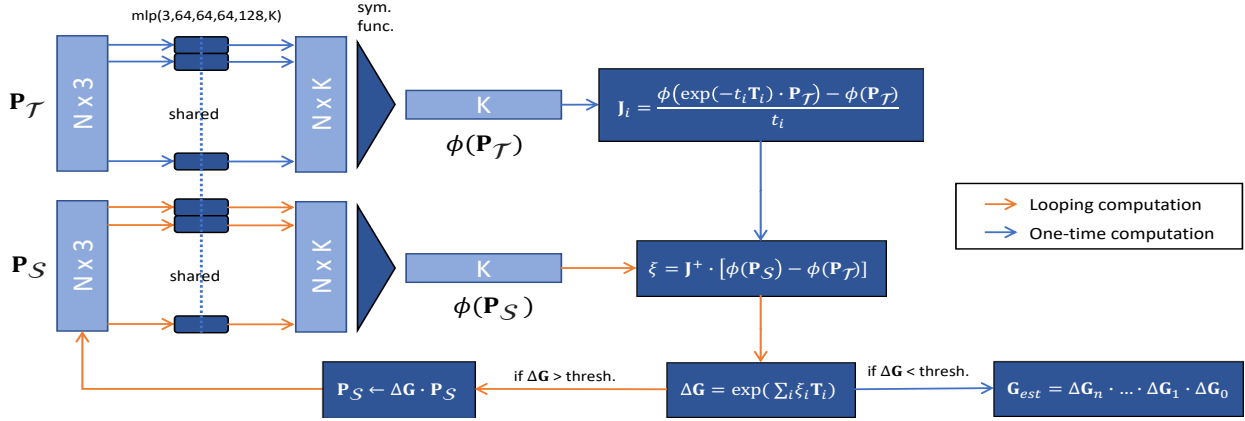 mlp(3,64,64,64,128,K)
sym.
func.
P_𝒯
N x 3
shared
N x K
K
ϕ(P_𝒯)
J_i = (ϕ(exp(−t_i T_i) · P_𝒯) − ϕ(P_𝒯)) / t_i
Looping computation
One-time computation
P_𝒮
N x 3
shared
N x K
K
ϕ(P_𝒮)
ξ = J⁺ · [ϕ(P_𝒮) − ϕ(P_𝒯)]
P_𝒮 ← ΔG · P_𝒮
if ΔG > thresh.
ΔG = exp( ∑_i ξ_i T_i)
if ΔG < thresh.
G_est = ΔG_n · … · ΔG_1 · ΔG_0